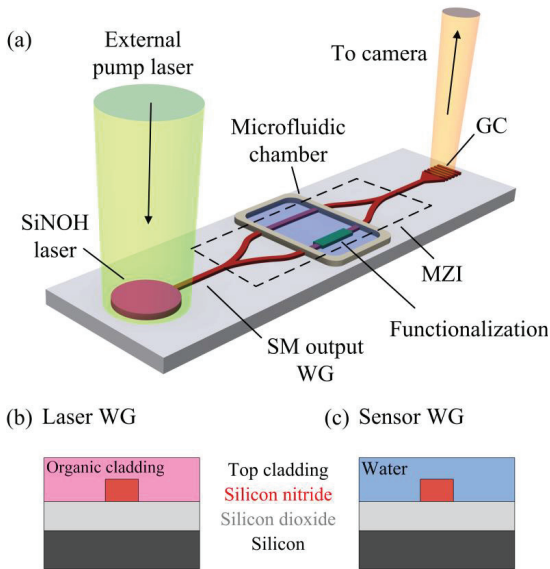 (a)
External
pump laser
To camera
GC
Microfluidic
chamber
SiNOH
laser
MZI
Functionalization
SM output
WG
(b) Laser WG
(c) Sensor WG
Organic cladding
Top cladding
Silicon nitride
Silicon dioxide
Silicon
Water